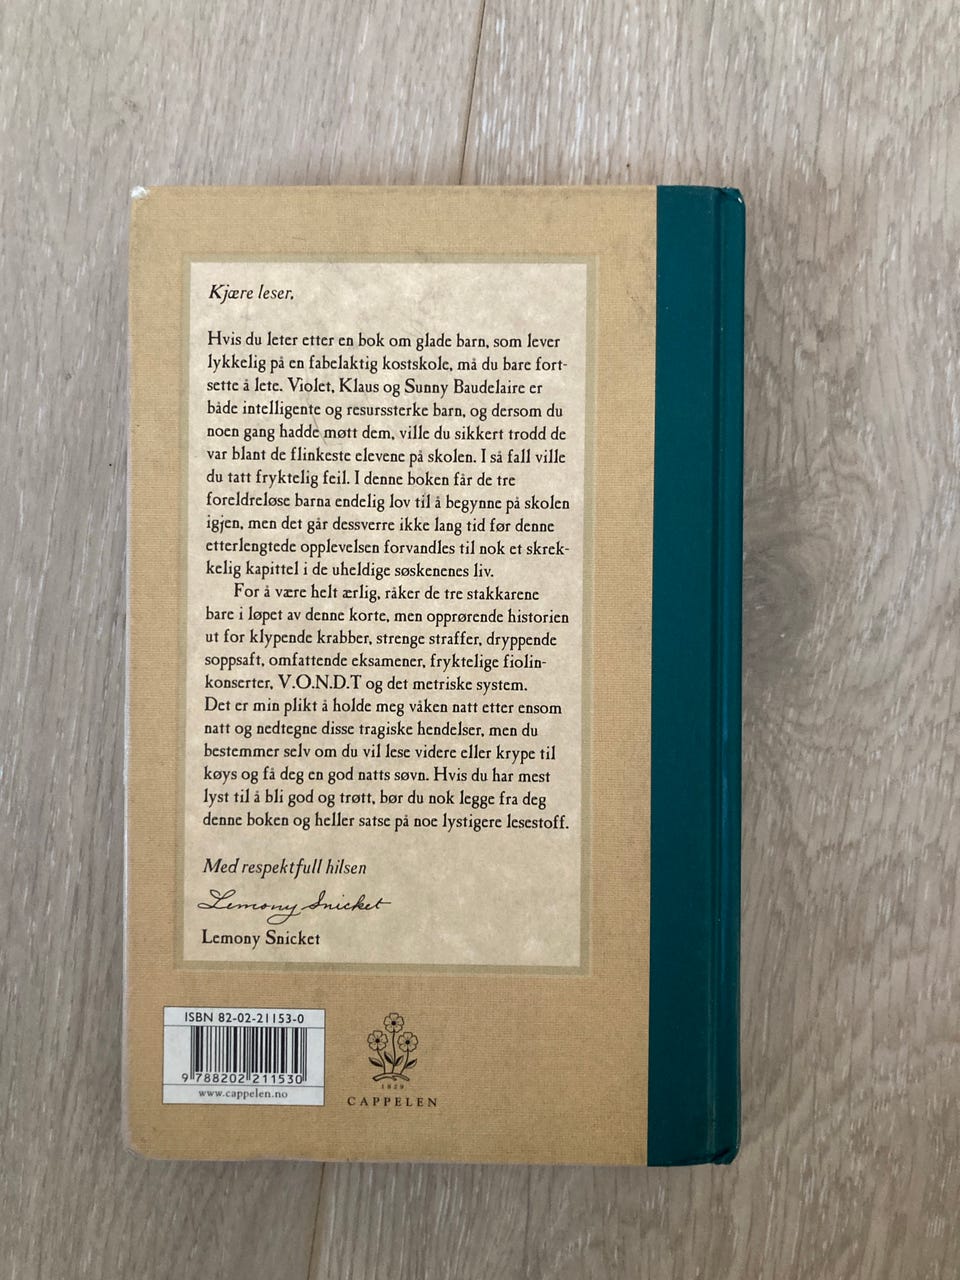 Kjære leser,
Hvis du leter etter en bok om glade barn, som lever
lykkelig på en fabelaktig kostskole, må du bare fort-
sette å lete. Violet, Klaus og Sunny Baudelaire er
både intelligente og resurssterke barn, og dersom du
noen gang hadde møtt dem, ville du sikkert trodd de
var blant de flinkeste elevene på skolen. I så fall ville
du tatt fryktelig feil. I denne boken får de tre
foreldreløse barna endelig lov til å begynne på skolen
igjen, men det går dessverre ikke lang tid før denne
etterlengtede opplevelsen forvandles til nok et skrek-
kelig kapittel i de uheldige søskenenes liv.
For å være helt ærlig, råker de tre stakkarene
bare i løpet av denne korte, men opprørende historien
ut for klypende krabber, strenge straffer, dryppende
soppsaft, omfattende eksamener, fryktelige fiolin-
konserter, V.O.N.D.T og det metriske system.
Det er min plikt å holde meg våken natt etter ensom
natt og nedtegne disse tragiske hendelser, men du
bestemmer selv om du vil lese videre eller krype til
køys og få deg en god natts søvn. Hvis du har mest
lyst til å bli god og trøtt, bør du nok legge fra deg
denne boken og heller satse på noe lystigere lesestoff.
Med respektfull hilsen
Lemony Snicket
Lemony Snicket
ISBN 82-02-21153-0
9 788202 211530
www.cappelen.no
1829
CAPPELEN